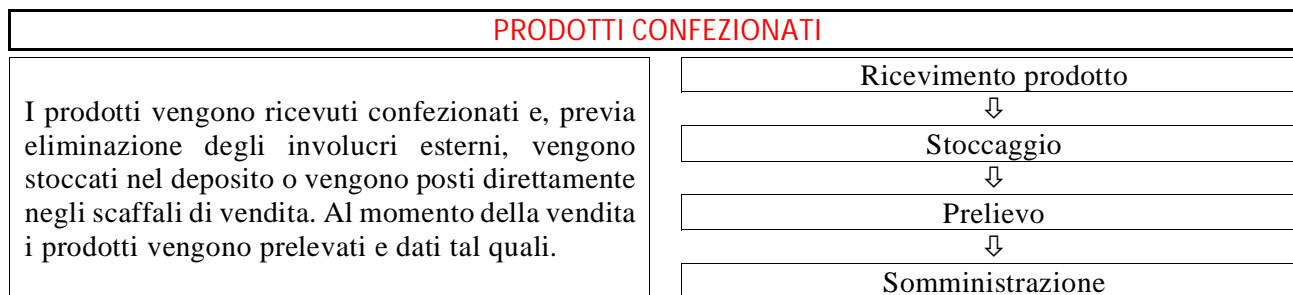 PRODOTTI CONFEZIONATI
I prodotti vengono ricevuti confezionati e, previa
eliminazione degli involucri esterni, vengono
stoccati nel deposito o vengono posti direttamente
negli scaffali di vendita. Al momento della vendita
i prodotti vengono prelevati e dati tal quali.
Ricevimento prodotto
⇩
Stoccaggio
⇩
Prelievo
⇩
Somministrazione